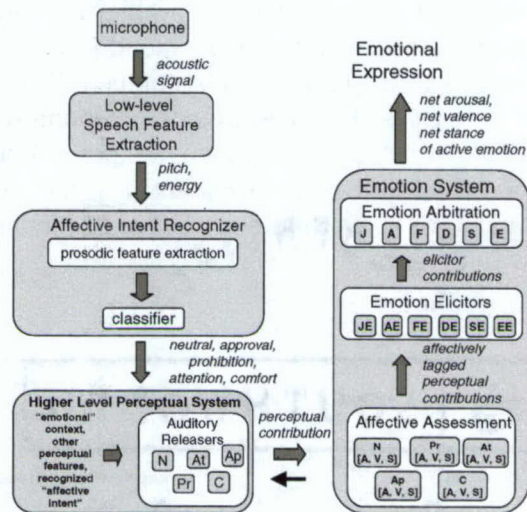 microphone
acoustic
signal
Low-level
Speech Feature
Extraction
pitch,
energy
Affective Intent Recognizer
prosodic feature extraction
classifier
neutral, approval,
prohibition,
attention, comfort
Higher Level Perceptual System
"emotional"
context,
other
perceptual
features,
recognized
"affective
intent"
Auditory
Releasers
N At Ap
Pr C
perceptual
contribution
Emotional
Expression
net arousal,
net valence
net stance
of active emotion
Emotion System
Emotion Arbitration
J A F D S E
elicitor
contributions
Emotion Elicitors
JE AE FE DE SE EE
affectively
tagged
perceptual
contributions
Affective Assessment
N Pr At
[A, V, S] [A, V, S] [A, V, S]
Ap C
[A, V, S] [A, V, S]